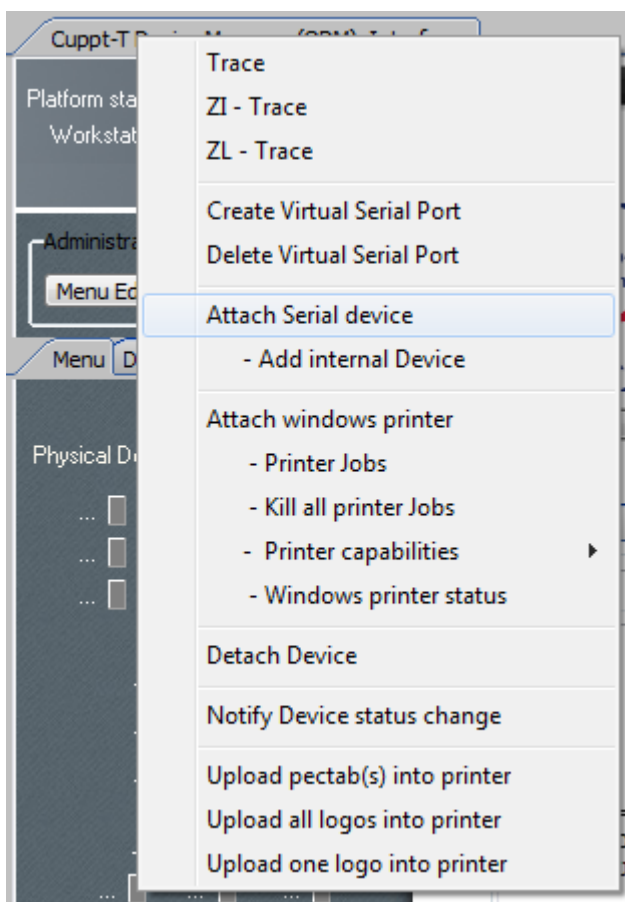 Cuppt-T
Platform sta
Workstat
Administra
Menu Ed
Menu D
Physical D
...
...
...
Trace
ZI - Trace
ZL - Trace
Create Virtual Serial Port
Delete Virtual Serial Port
Attach Serial device
- Add internal Device
Attach windows printer
- Printer Jobs
- Kill all printer Jobs
- Printer capabilities
- Windows printer status
Detach Device
Notify Device status change
Upload pectab(s) into printer
Upload all logos into printer
Upload one logo into printer
... ... ...